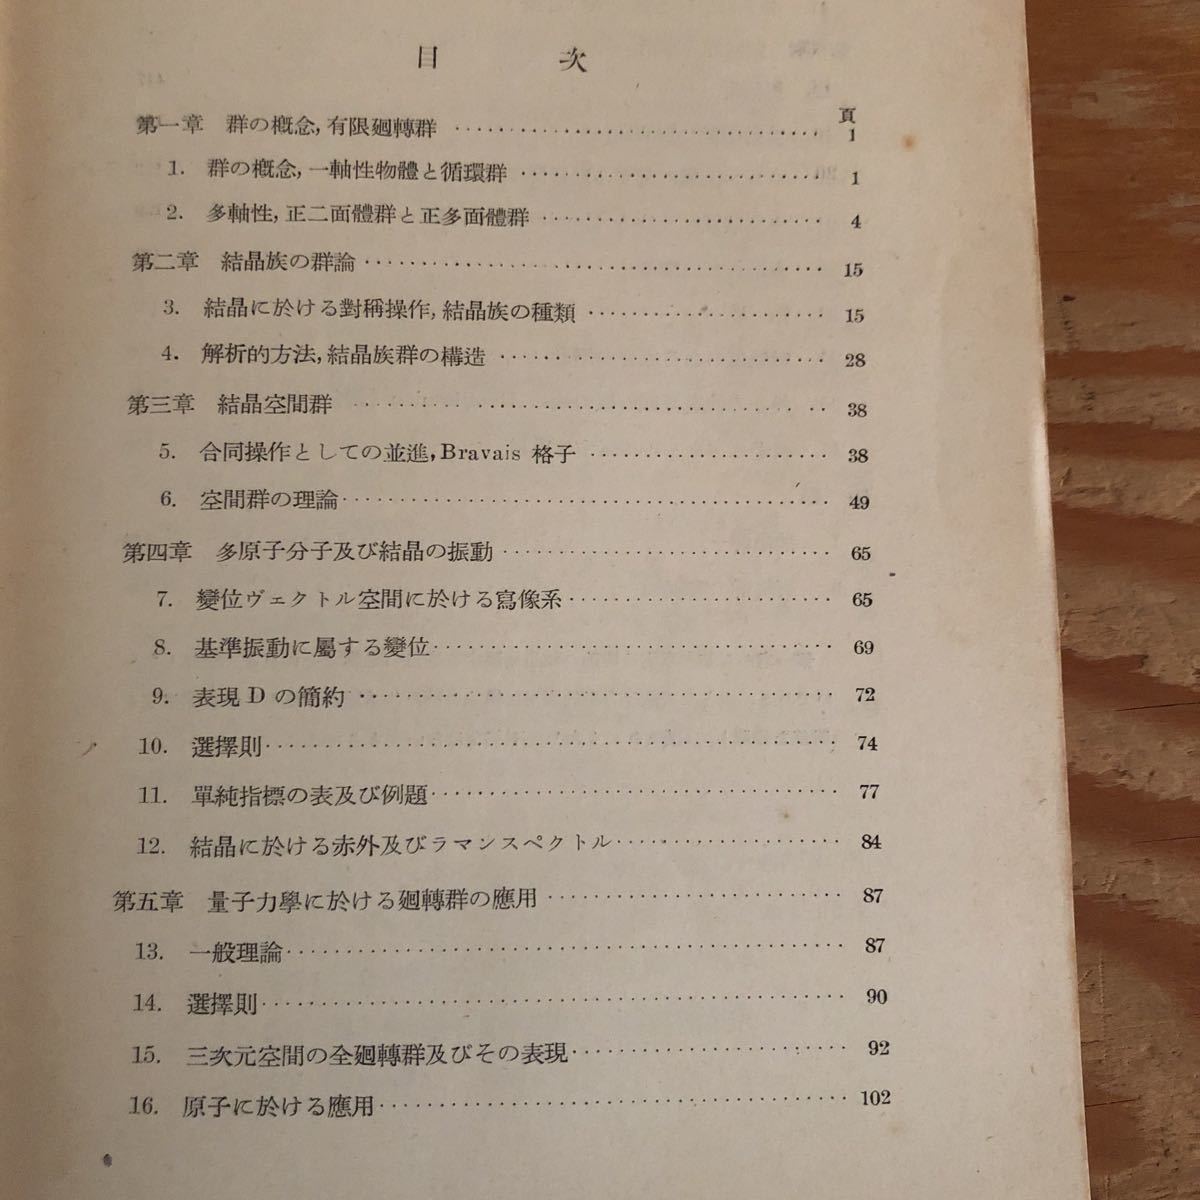 目次
頁
第一章 群の槪念,有限廻轉群 ‥‥‥‥‥‥‥‥‥‥ 1
1. 群の槪念,一軸性物體と循環群 ‥‥‥‥‥‥‥‥‥‥ 1
2. 多軸性,正二面體群と正多面體群 ‥‥‥‥‥‥‥‥‥‥ 4
第二章 結晶族の群論 ‥‥‥‥‥‥‥‥‥‥ 15
3. 結晶に於ける對稱操作,結晶族の種類 ‥‥‥‥‥‥‥‥‥‥ 15
4. 解析的方法,結晶族群の構造 ‥‥‥‥‥‥‥‥‥‥ 28
第三章 結晶空間群 ‥‥‥‥‥‥‥‥‥‥ 38
5. 合同操作としての並進,Bravais 格子 ‥‥‥‥‥‥‥‥‥‥ 38
6. 空間群の理論 ‥‥‥‥‥‥‥‥‥‥ 49
第四章 多原子分子及び結晶の振動 ‥‥‥‥‥‥‥‥‥‥ 65
7. 變位ヴェクトル空間に於ける寫像系 ‥‥‥‥‥‥‥‥‥‥ 65
8. 基準振動に屬する變位 ‥‥‥‥‥‥‥‥‥‥ 69
9. 表現 D の簡約 ‥‥‥‥‥‥‥‥‥‥ 72
10. 選擇則 ‥‥‥‥‥‥‥‥‥‥ 74
11. 單純指標の表及び例題 ‥‥‥‥‥‥‥‥‥‥ 77
12. 結晶に於ける赤外及びラマンスペクトル ‥‥‥‥‥‥‥‥‥‥ 84
第五章 量子力學に於ける廻轉群の應用 ‥‥‥‥‥‥‥‥‥‥ 87
13. 一般理論 ‥‥‥‥‥‥‥‥‥‥ 87
14. 選擇則 ‥‥‥‥‥‥‥‥‥‥ 90
15. 三次元空間の全廻轉群及びその表現 ‥‥‥‥‥‥‥‥‥‥ 92
16. 原子に於ける應用 ‥‥‥‥‥‥‥‥‥‥ 102